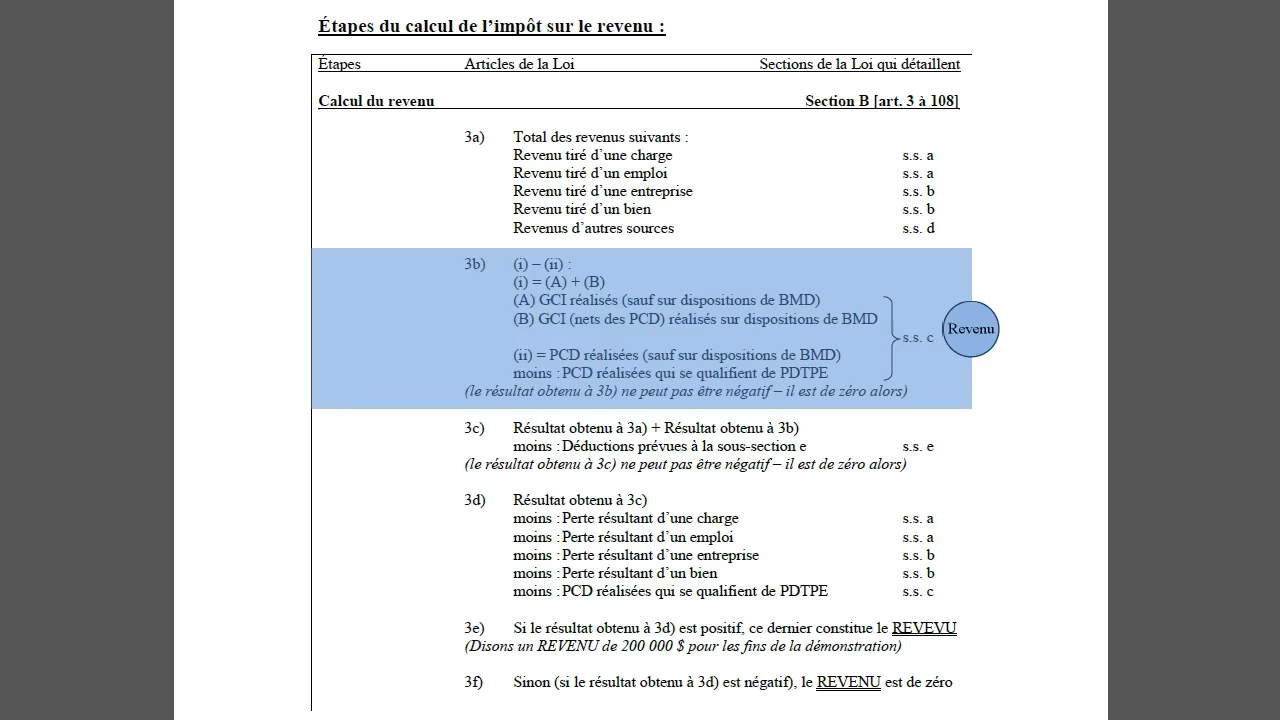 Étapes du calcul de l’impôt sur le revenu :
Étapes Articles de la Loi Sections de la Loi qui détaillent
Calcul du revenu Section B [art. 3 à 108]
3a) Total des revenus suivants :
Revenu tiré d’une charge s.s. a
Revenu tiré d’un emploi s.s. a
Revenu tiré d’une entreprise s.s. b
Revenu tiré d’un bien s.s. b
Revenus d’autres sources s.s. d
3b) (i) – (ii) :
(i) = (A) + (B)
(A) GCI réalisés (sauf sur dispositions de BMD)
(B) GCI (nets des PCD) réalisés sur dispositions de BMD
s.s. c Revenu
(ii) = PCD réalisées (sauf sur dispositions de BMD)
moins : PCD réalisées qui se qualifient de PDTPE
(le résultat obtenu à 3b) ne peut pas être négatif – il est de zéro alors)
3c) Résultat obtenu à 3a) + Résultat obtenu à 3b)
moins : Déductions prévues à la sous-section e s.s. e
(le résultat obtenu à 3c) ne peut pas être négatif – il est de zéro alors)
3d) Résultat obtenu à 3c)
moins : Perte résultant d’une charge s.s. a
moins : Perte résultant d’un emploi s.s. a
moins : Perte résultant d’une entreprise s.s. b
moins : Perte résultant d’un bien s.s. b
moins : PCD réalisées qui se qualifient de PDTPE s.s. c
3e) Si le résultat obtenu à 3d) est positif, ce dernier constitue le REVEVU
(Disons un REVENU de 200 000 $ pour les fins de la démonstration)
3f) Sinon (si le résultat obtenu à 3d) est négatif), le REVENU est de zéro